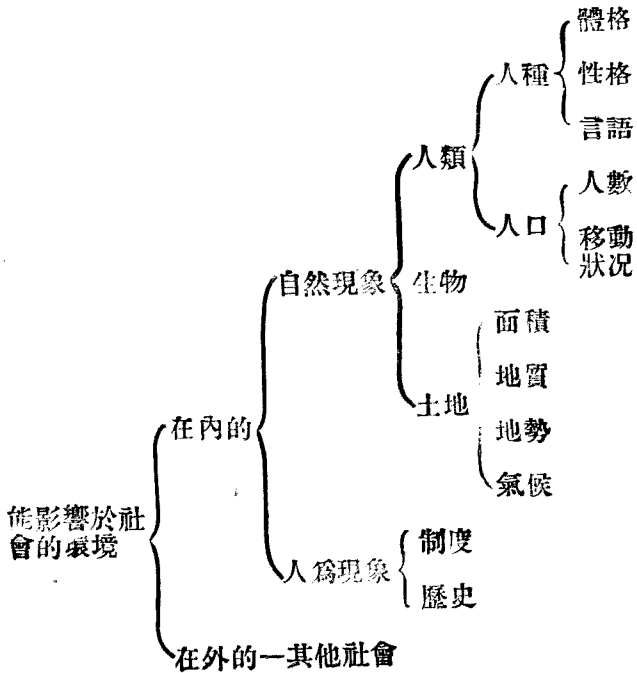 能影響於社
會的環境
在內的
自然現象
人類
人種
體格
性格
言語
人口
人數
移動
狀况
生物
土地
面積
地質
地勢
氣候
人爲現象
制度
歷史
在外的—其他社會